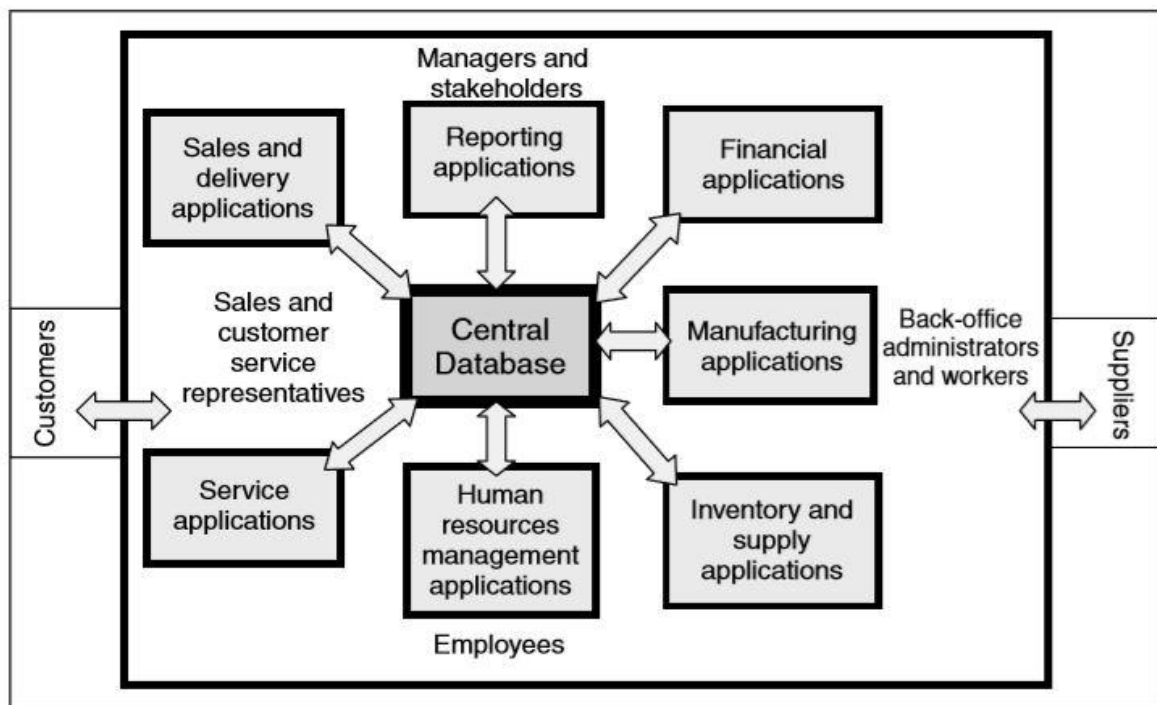 Managers and
stakeholders
Sales and
delivery
applications
Reporting
applications
Financial
applications
Customers
Sales and
customer
service
representatives
Central
Database
Manufacturing
applications
Back-office
administrators
and workers
Suppliers
Service
applications
Human
resources
management
applications
Inventory and
supply
applications
Employees